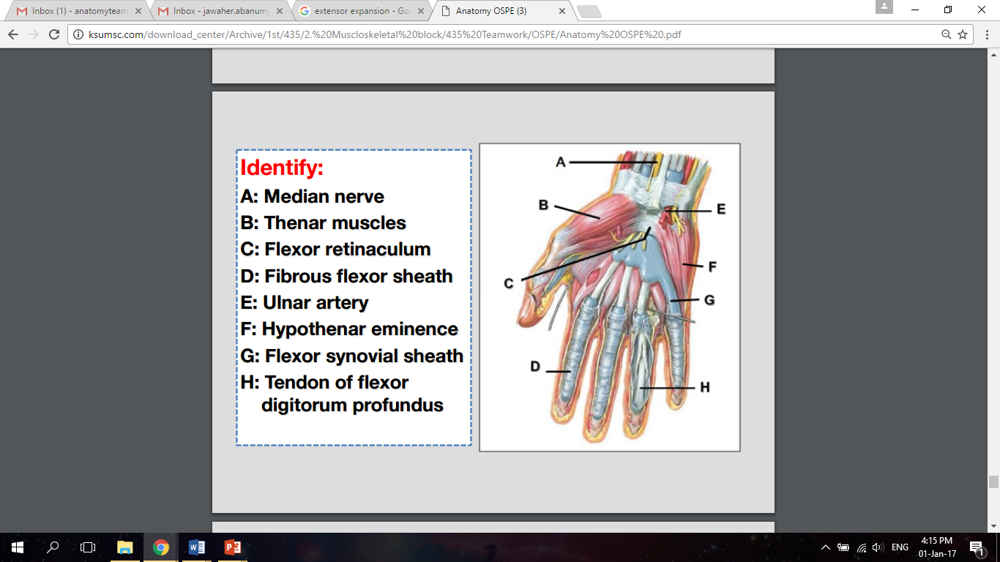 Inbox (1) - anatomyteam
Inbox - jawaher.abanumy
extensor expansion - Goo
Anatomy OSPE (3)
ksumsc.com/download_center/Archive/1st/435/2.%20Muscloskeletal%20block/435%20Teamwork/OSPE/Anatomy%20OSPE%20.pdf
Identify:
A: Median nerve
B: Thenar muscles
C: Flexor retinaculum
D: Fibrous flexor sheath
E: Ulnar artery
F: Hypothenar eminence
G: Flexor synovial sheath
H: Tendon of flexor
digitorum profundus
A
B
E
F
C
G
D
H
ENG
4:15 PM
01-Jan-17
1